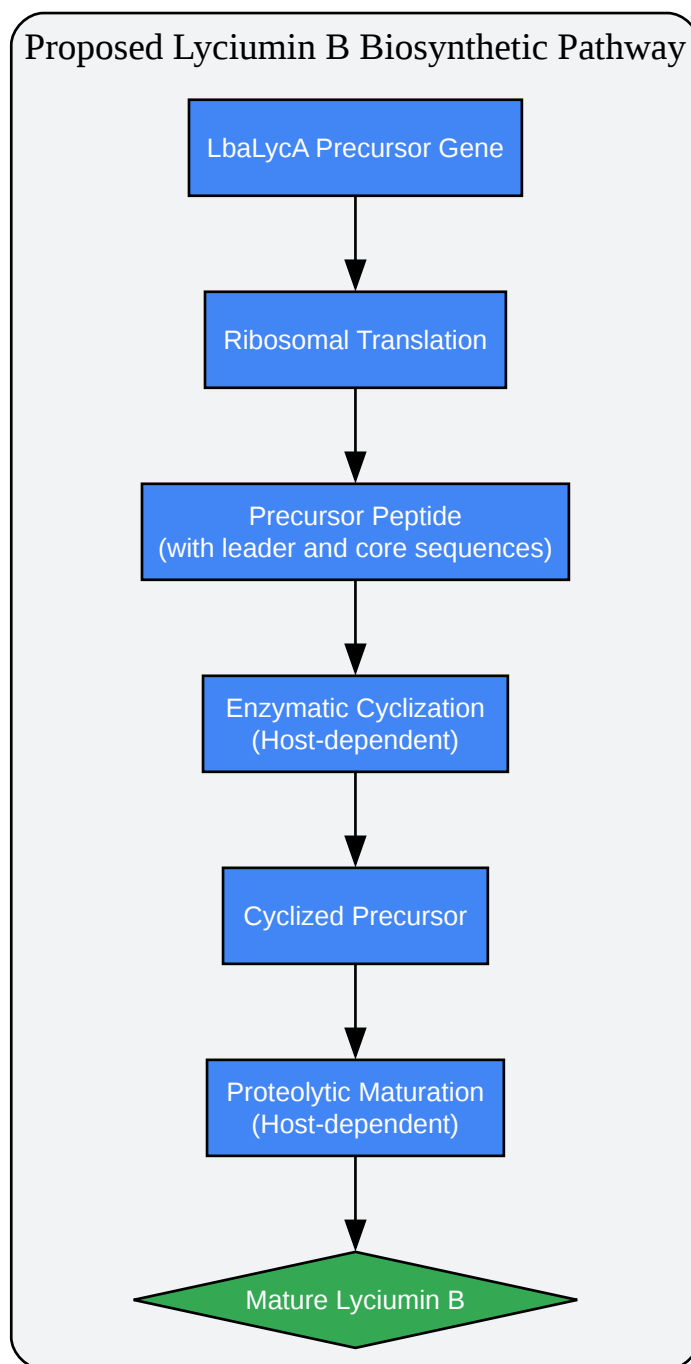 Proposed Lyciumin B Biosynthetic Pathway
LbaLycA Precursor Gene
Ribosomal Translation
Precursor Peptide
(with leader and core sequences)
Enzymatic Cyclization
(Host-dependent)
Cyclized Precursor
Proteolytic Maturation
(Host-dependent)
Mature Lyciumin B